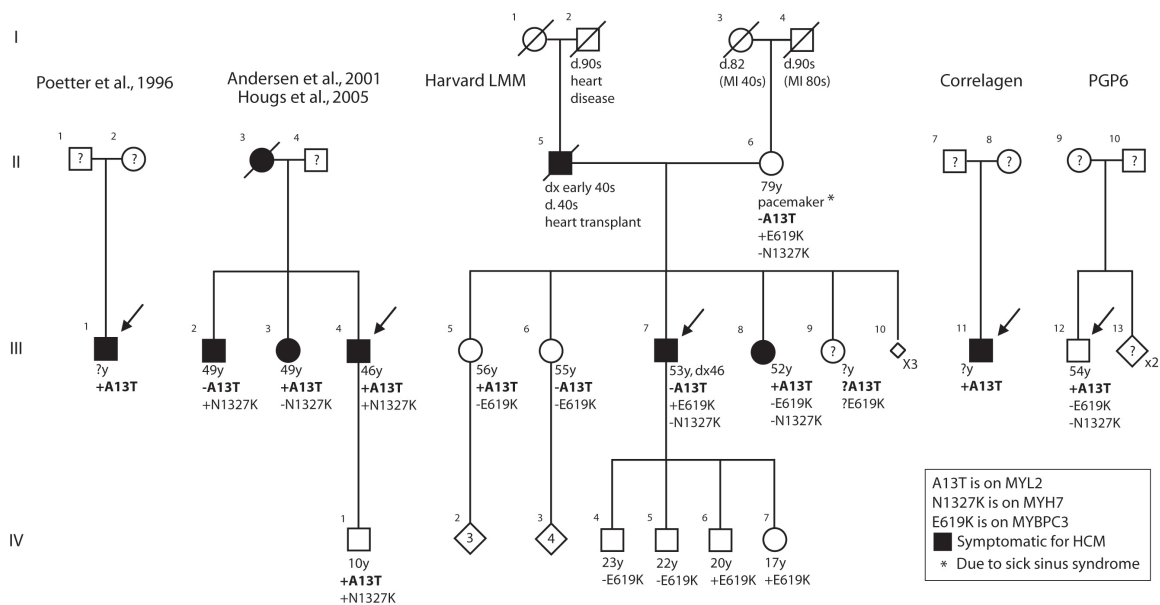 I
1
2
3
4
d.90s
heart
disease
d.82
(MI 40s)
d.90s
(MI 80s)
Poetter et al., 1996
Andersen et al., 2001
Hougs et al., 2005
Harvard LMM
Correlagen
PGP6
II
1
?
2
?
3
4
?
5
dx early 40s
d. 40s
heart transplant
6
79y
pacemaker *
-A13T
+E619K
-N1327K
7
?
8
?
9
?
10
?
III
1
?y
+A13T
2
49y
-A13T
+N1327K
3
49y
+A13T
-N1327K
4
46y
+A13T
+N1327K
5
56y
+A13T
-E619K
6
55y
-A13T
-E619K
7
53y, dx46
-A13T
+E619K
-N1327K
8
52y
+A13T
-E619K
-N1327K
9
?
?y
?A13T
?E619K
10
X3
11
?y
+A13T
12
54y
+A13T
-E619K
-N1327K
13
?
x2
IV
1
10y
+A13T
+N1327K
2
3
3
4
4
23y
-E619K
5
22y
-E619K
6
20y
+E619K
7
17y
+E619K
A13T is on MYL2
N1327K is on MYH7
E619K is on MYBPC3
Symptomatic for HCM
* Due to sick sinus syndrome